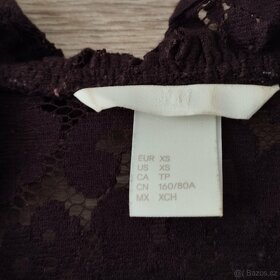 EUR XS
US XS
CA TP
CN 160/80A
MX XCH
Bazos.cz